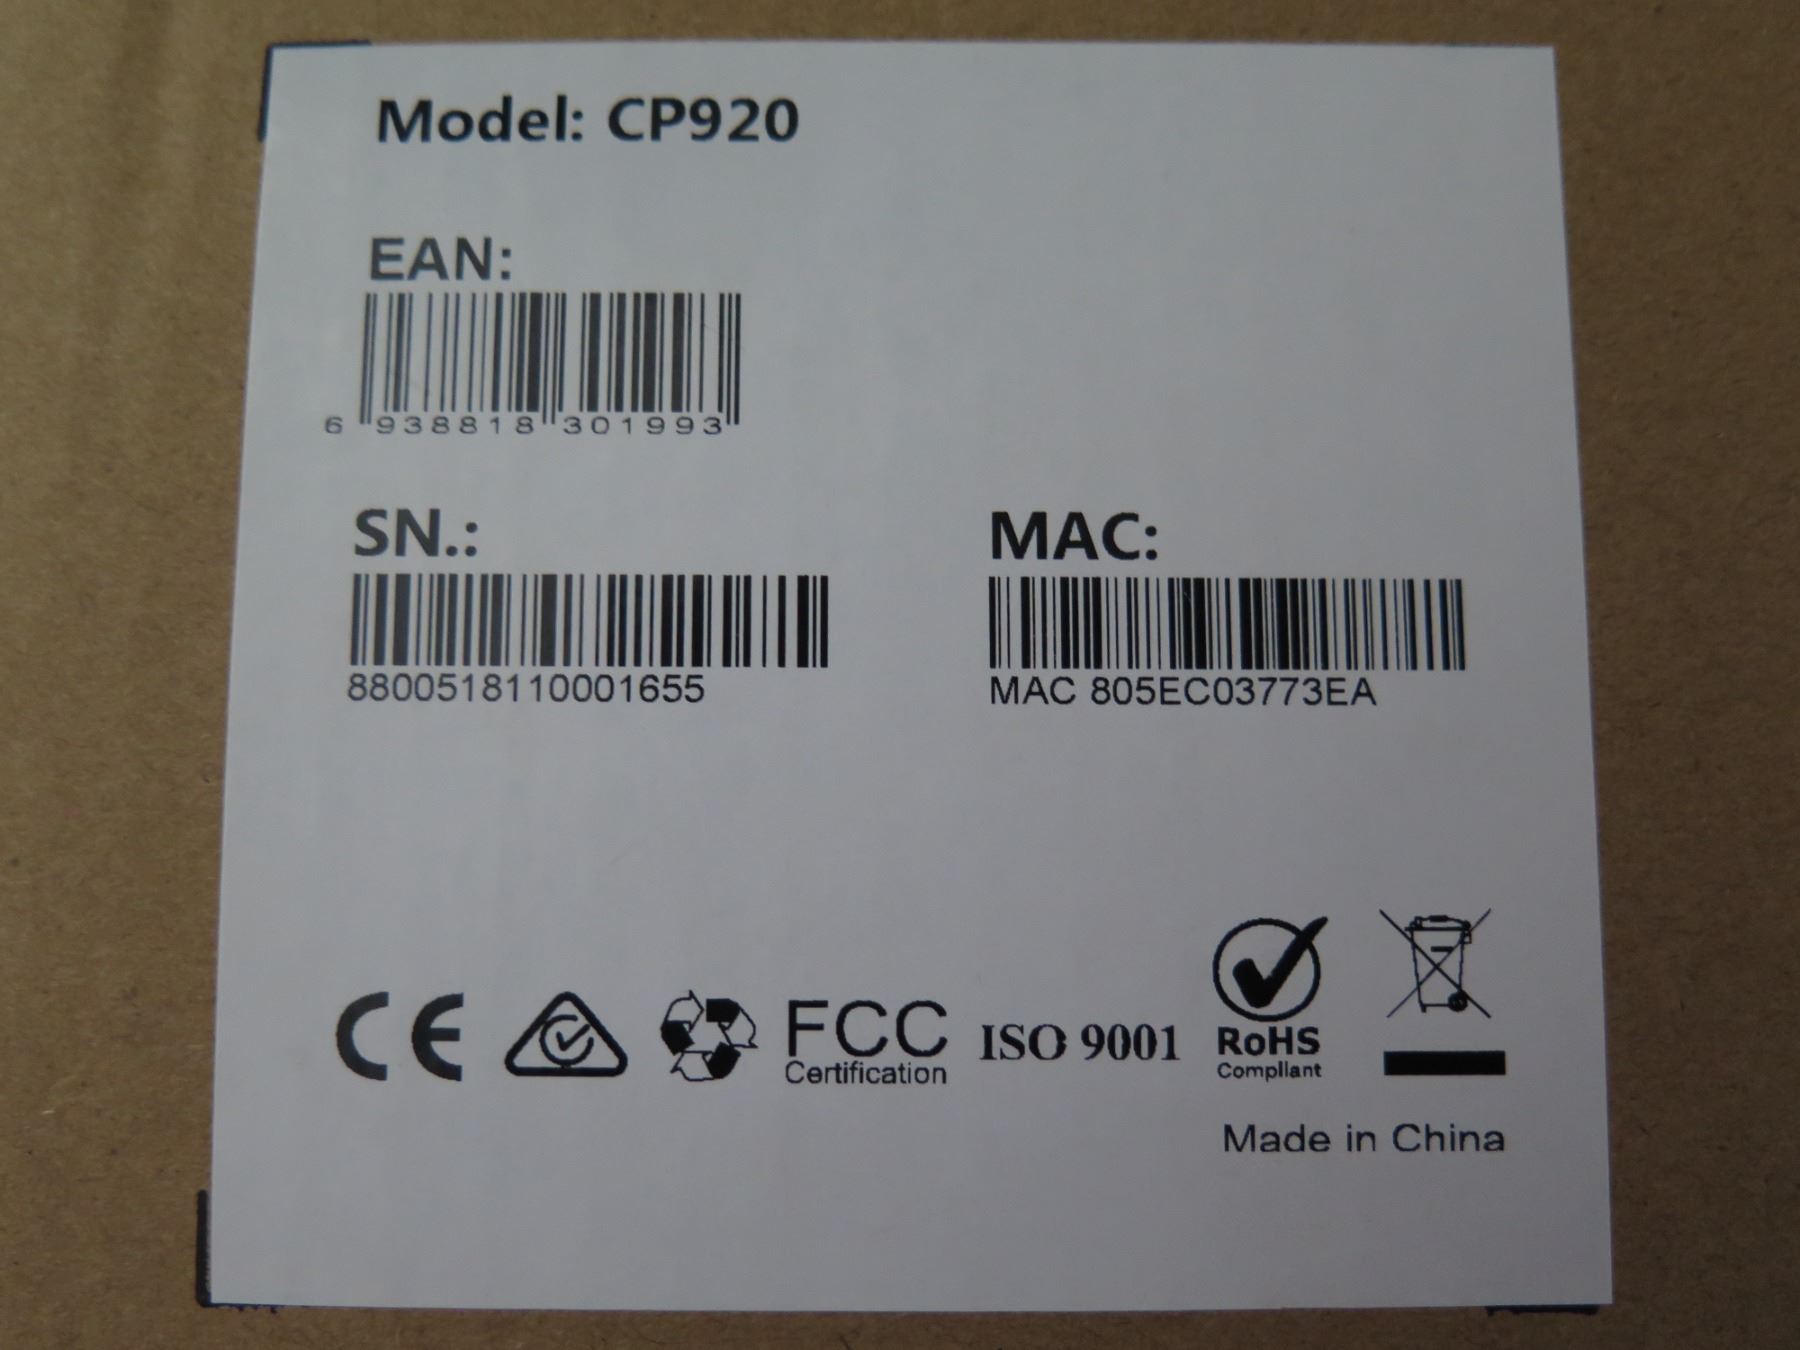 Model: CP920
EAN:
6 938818 301993
SN.:
8800518110001655
MAC:
MAC 805EC03773EA
CE
FCC
Certification
ISO 9001
RoHS
Compliant
Made in China